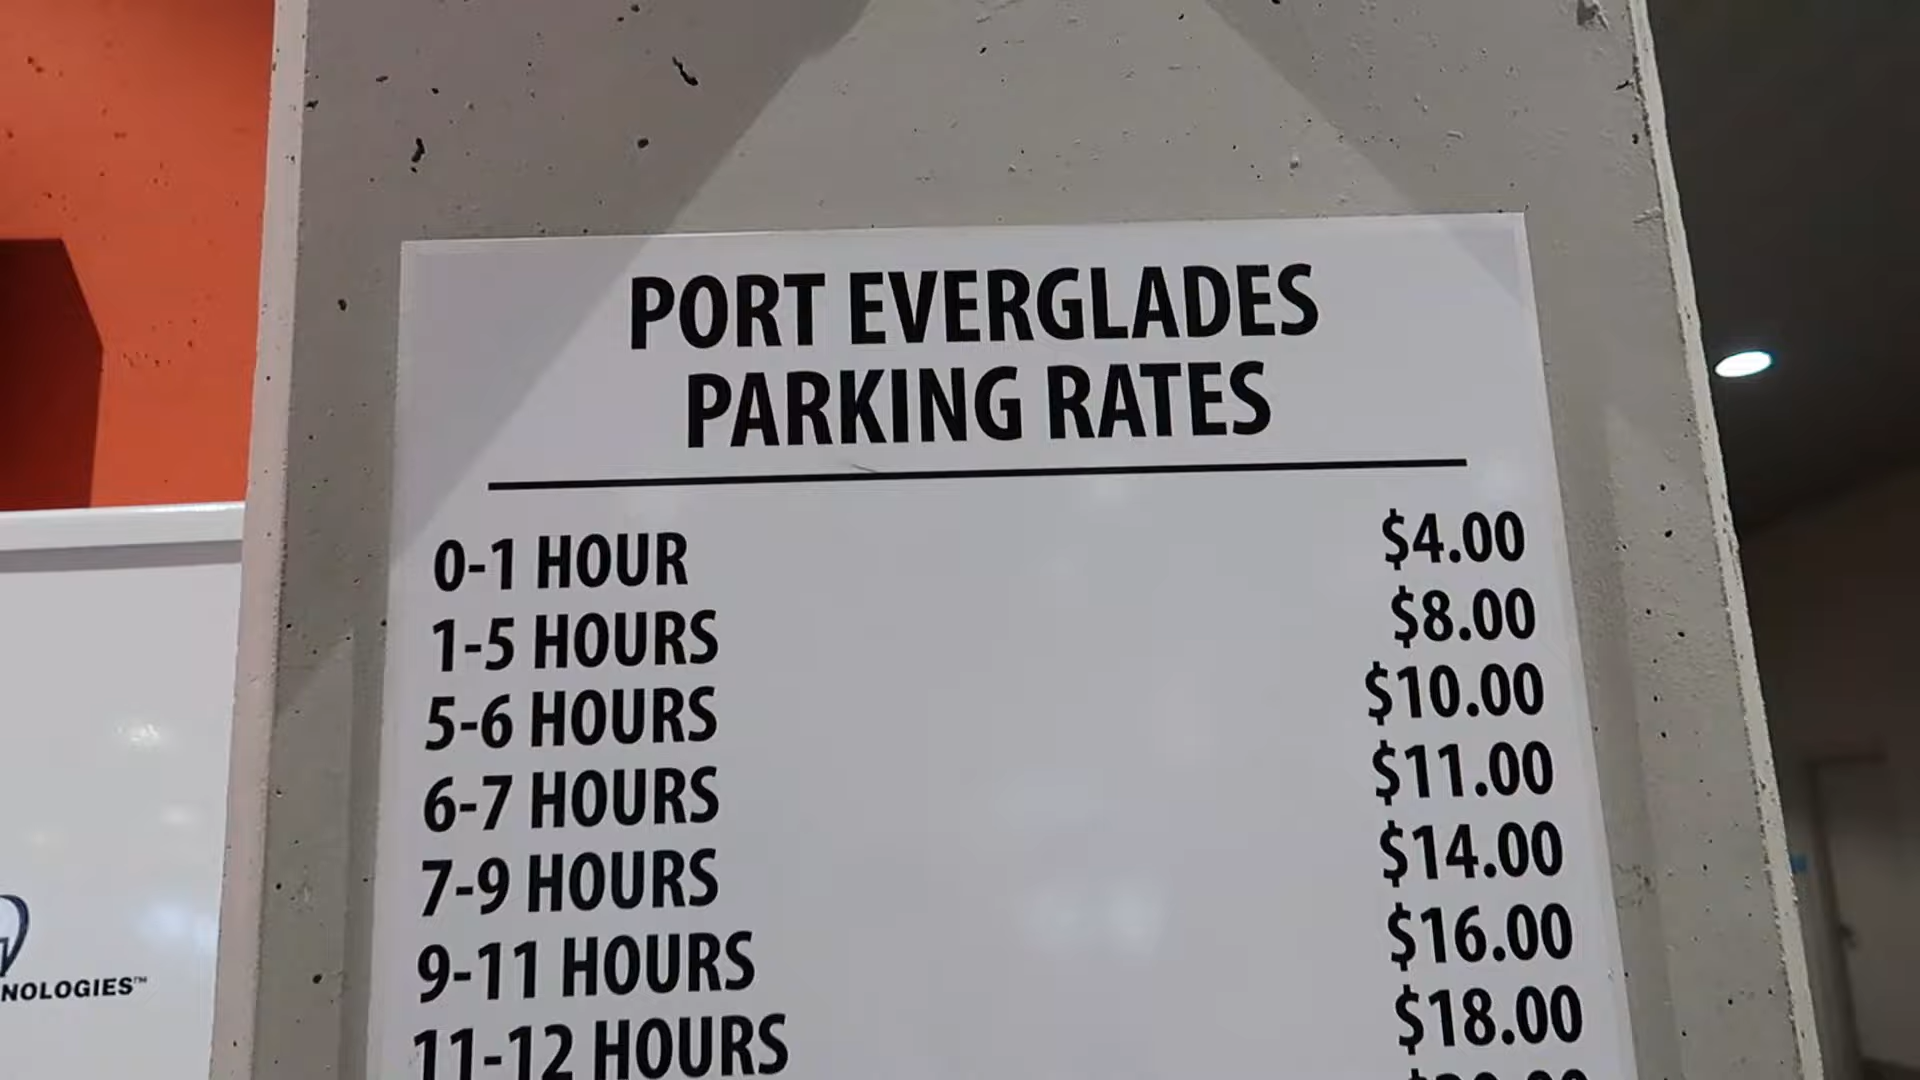 PORT EVERGLADES
PARKING RATES
0-1 HOUR $4.00
1-5 HOURS $8.00
5-6 HOURS $10.00
6-7 HOURS $11.00
7-9 HOURS $14.00
9-11 HOURS $16.00
11-12 HOURS $18.00
NOLOGIES™